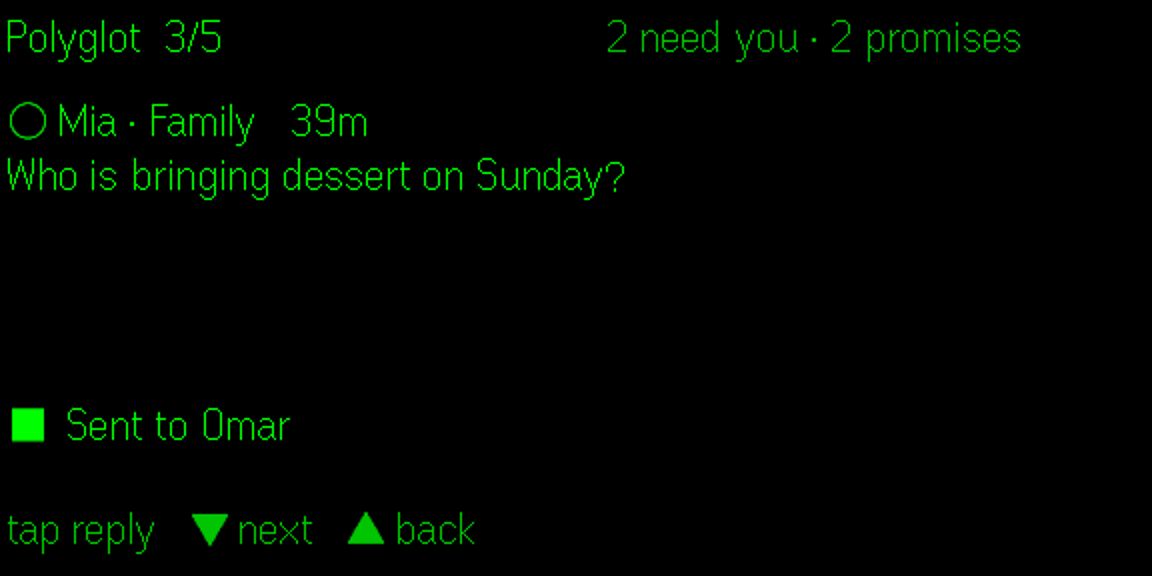 Polyglot 3/5 2 need you · 2 promises
○ Mia · Family 39m
Who is bringing dessert on Sunday?
■ Sent to Omar
tap reply ▼ next ▲ back